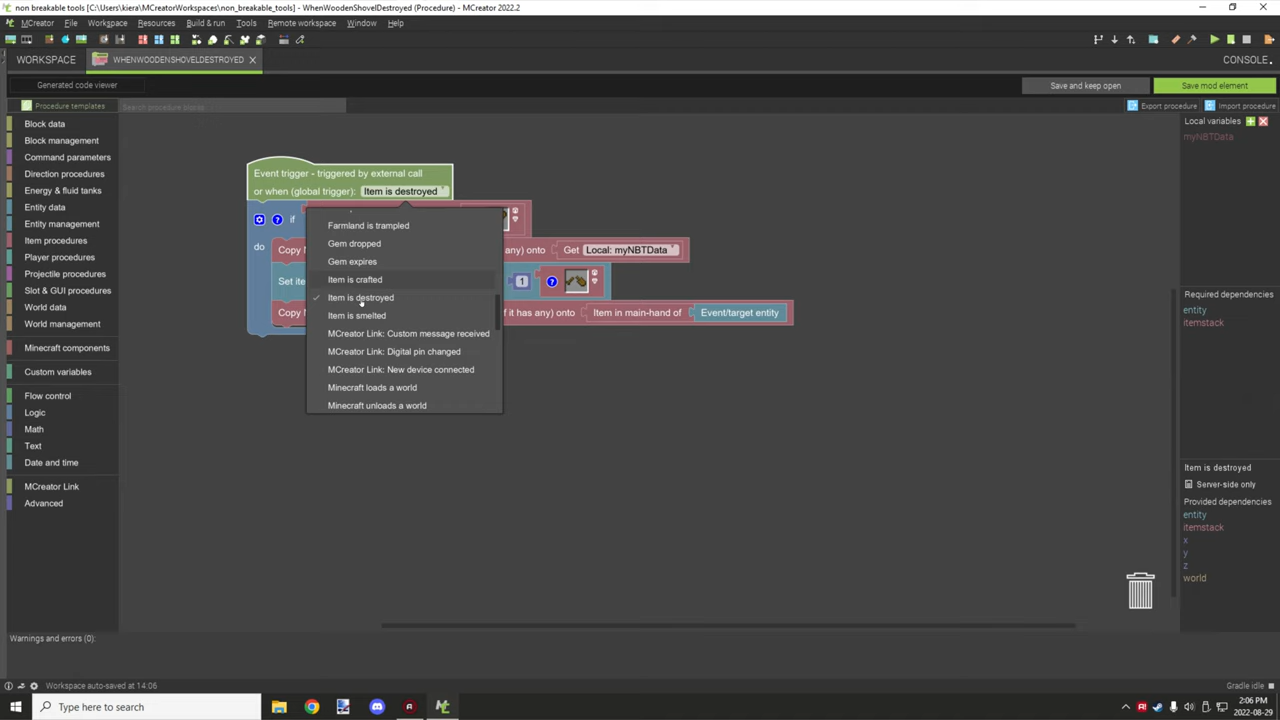 non breakable tools [C:\Users\kiera\MCreatorWorkspaces\non_breakable_tools] - WhenWoodenShovelDestroyed (Procedure) - MCreator 2022.2
MCreator File Workspace Resources Build & run Tools Remote workspace Window Help
WORKSPACE WHENWOODENSHOVELDESTROYED CONSOLE
Generated code viewer Save and keep open Save mod element
Procedure templates Search procedure blocks Export procedure Import procedure
Block data
Block management
Command parameters
Direction procedures
Energy & fluid tanks
Entity data
Entity management
Item procedures
Player procedures
Projectile procedures
Slot & GUI procedures
World data
World management
Minecraft components
Custom variables
Flow control
Logic
Math
Text
Date and time
MCreator Link
Advanced
Event trigger - triggered by external call
or when (global trigger): Item is destroyed
if
do
any) onto Get Local: myNBTData
Set ite 1
if it has any) onto Item in main-hand of Event/target entity
Farmland is trampled
Gem dropped
Gem expires
Item is crafted
Item is destroyed
Item is smelted
MCreator Link: Custom message received
MCreator Link: Digital pin changed
MCreator Link: New device connected
Minecraft loads a world
Minecraft unloads a world
Local variables
myNBTData
Required dependencies:
entity
itemstack
Item is destroyed
Server-side only
Provided dependencies:
entity
itemstack
x
y
z
world
Warnings and errors (0):
Workspace auto-saved at 14:06 Gradle idle
Type here to search
2:06 PM
2022-08-29